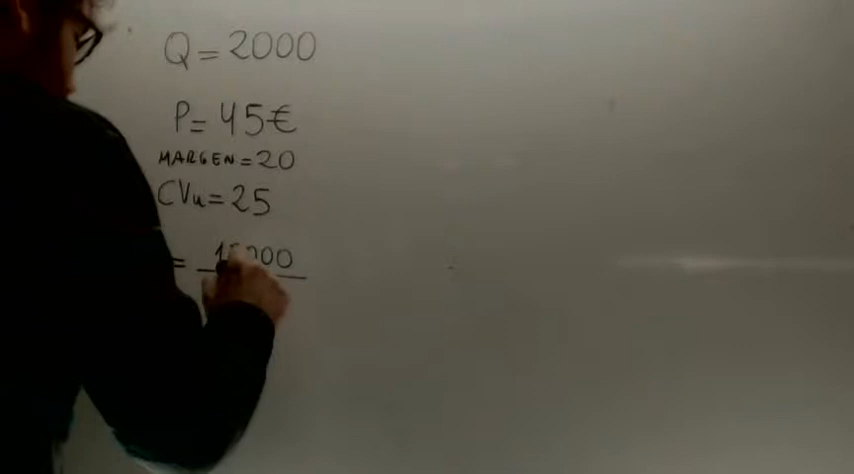 Q = 2000
P = 45€
MARGEN = 20
CVu = 25
=